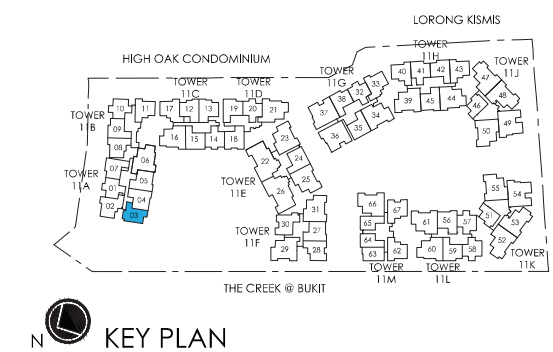 LORONG KISMIS
HIGH OAK CONDOMINIUM
TOWER
11H
TOWER
11J
TOWER
11G
TOWER
11C
TOWER
11D
40 41 42 43
47
33
32
38
37
39 45 44
48
46
34
35
36
49
50
10 11
17 12 13
19 20 21
TOWER
11B
09
16 15 14 18
23
08
06
22
24
07
05
25
TOWER
11A
01
04
TOWER
11E
26
02
03
31
30
27
TOWER
11F
29
28
55
54
66
67
65
61 56 57
51
53
64
52
63 62
60 59 58
TOWER
11M
TOWER
11L
TOWER
11K
THE CREEK @ BUKIT
N
KEY PLAN